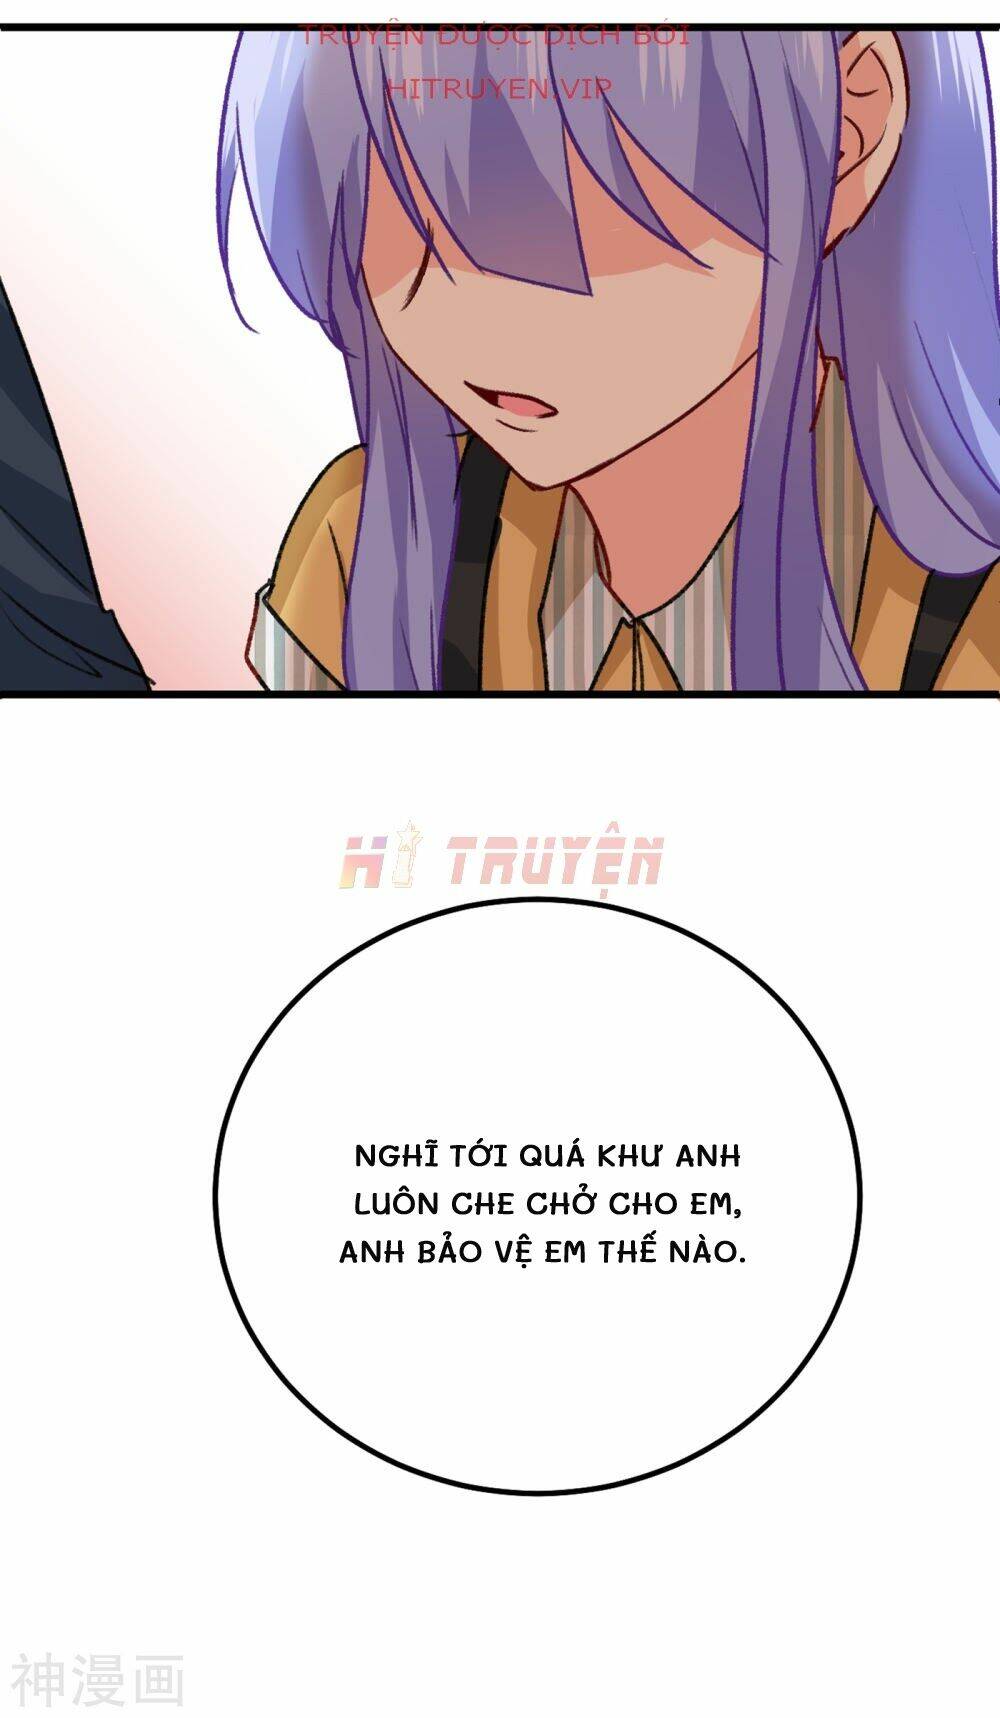 TRUYỆN ĐƯỢC DỊCH BỞI
HITRUYEN.VIP
HI TRUYỆN
NGHĨ TỚI QUÁ KHƯ ANH
LUÔN CHE CHỞ CHO EM,
ANH BẢO VỆ EM THẾ NÀO.
神漫画